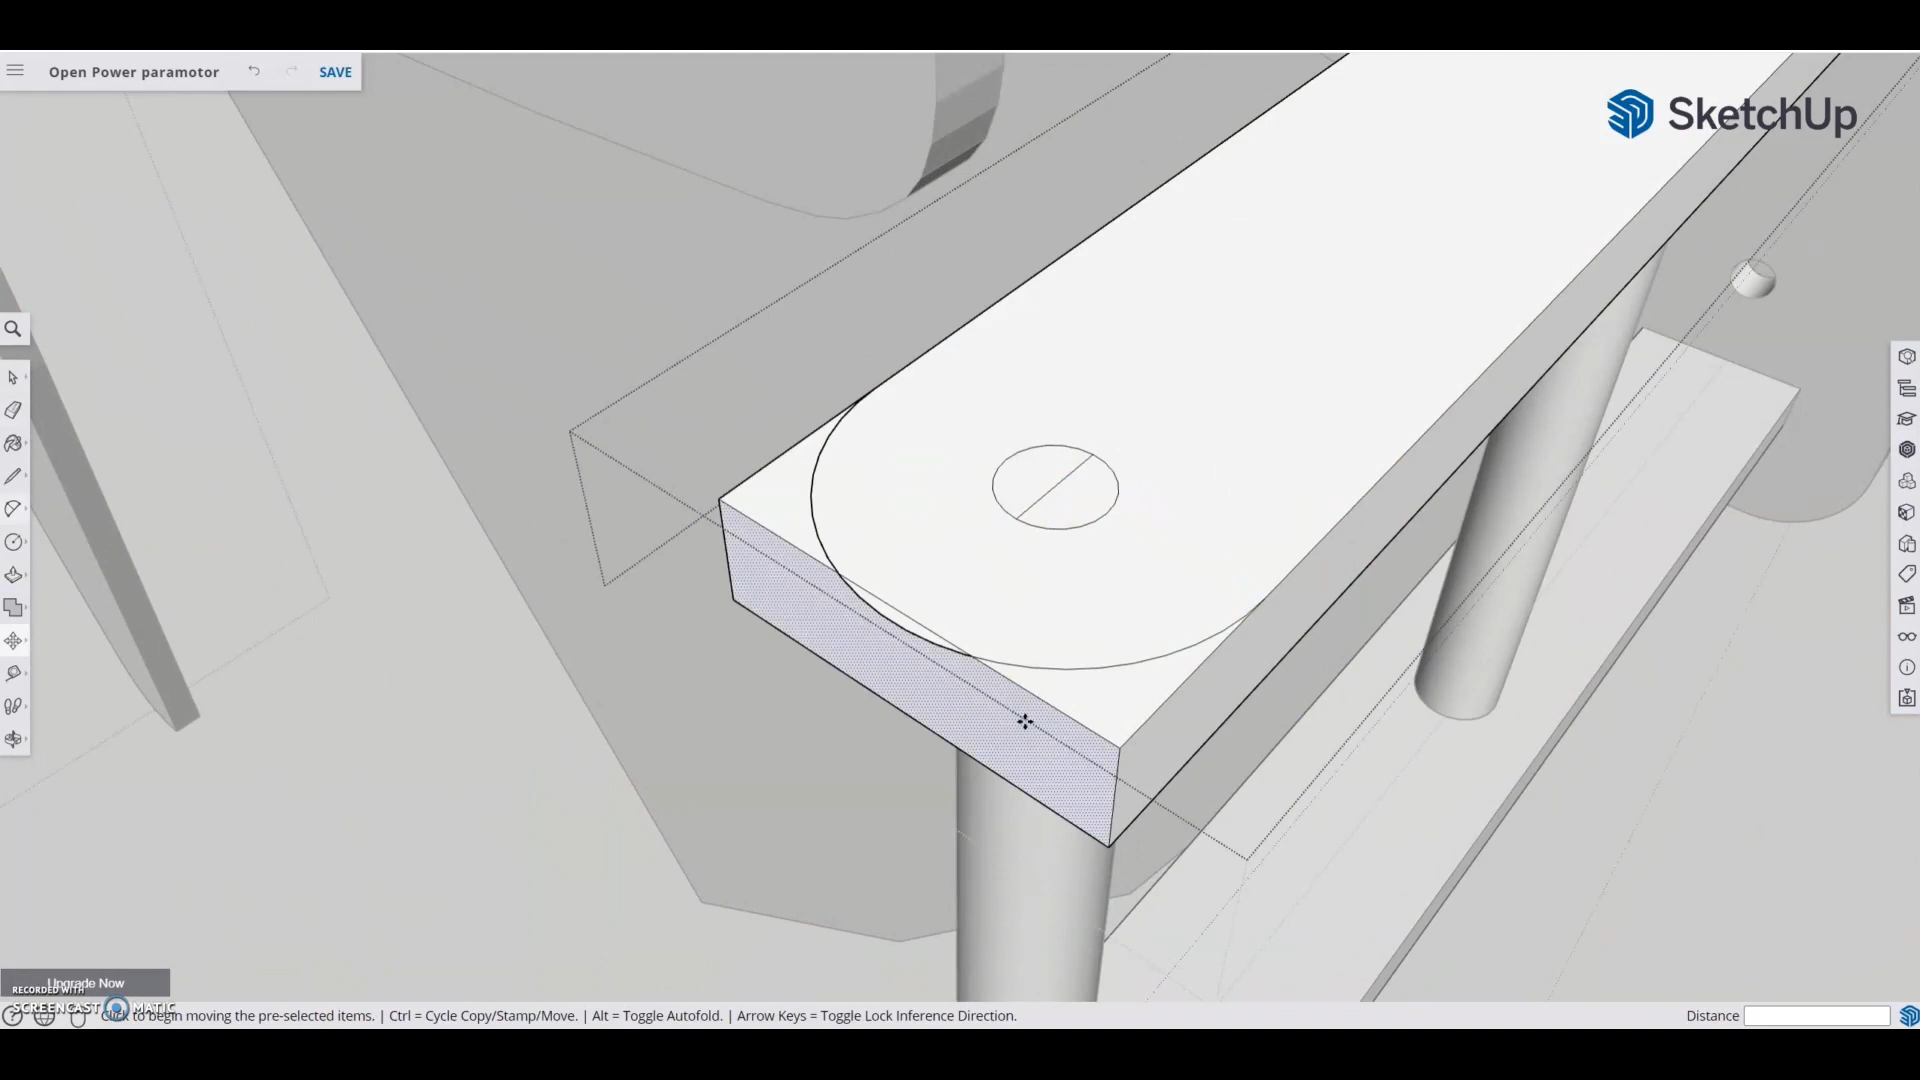 Open Power paramotor
SAVE
SketchUp
Upgrade Now
RECORDED WITH
SCREENCAST MATIC
Click to begin moving the pre-selected items. | Ctrl = Cycle Copy/Stamp/Move. | Alt = Toggle Autofold. | Arrow Keys = Toggle Lock Inference Direction.
Distance